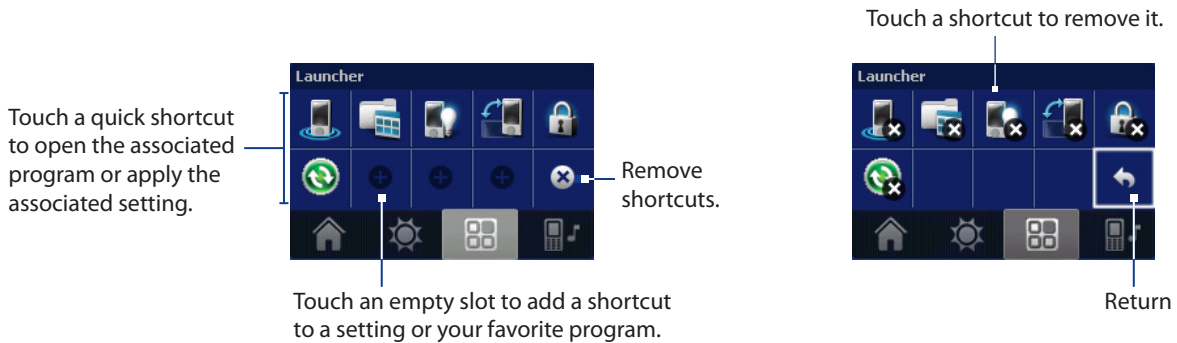 Touch a quick shortcut
to open the associated
program or apply the
associated setting.
Launcher
Remove
shortcuts.
Touch an empty slot to add a shortcut
to a setting or your favorite program.
Touch a shortcut to remove it.
Launcher
Return